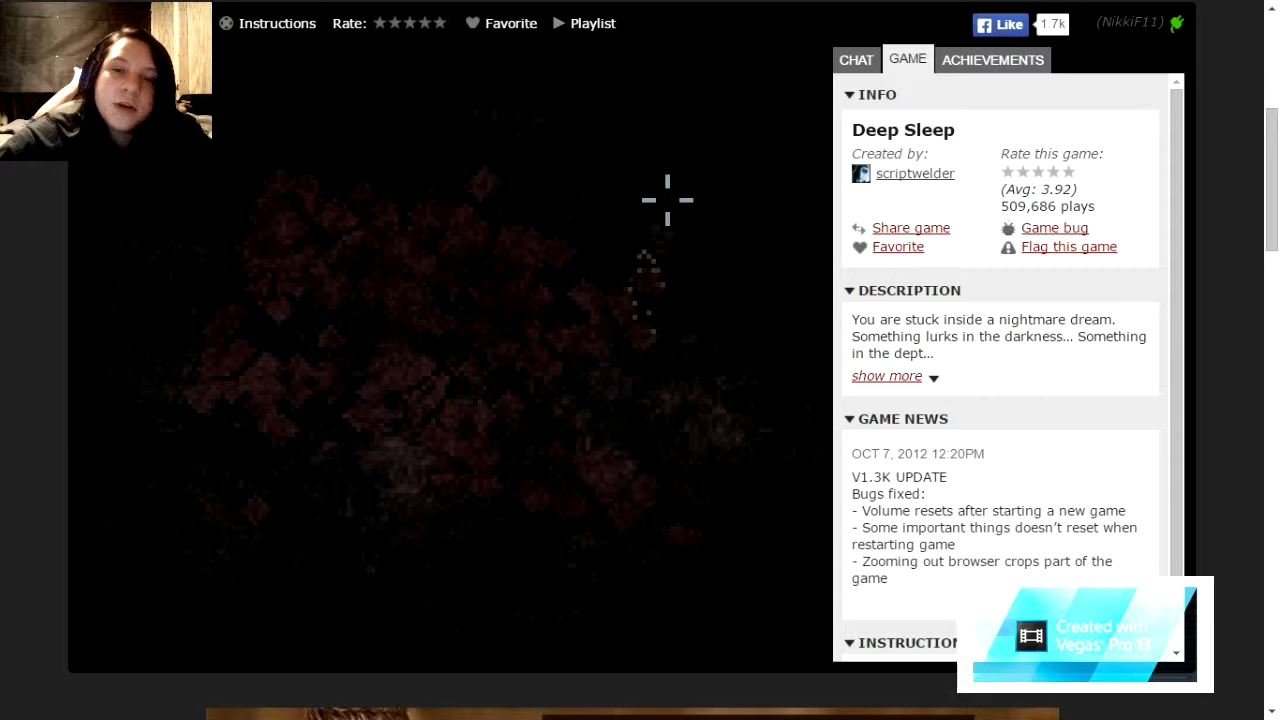 Instructions Rate: Favorite Playlist Like 1.7k (NikkiF11)
CHAT GAME ACHIEVEMENTS
INFO
Deep Sleep
Created by: Rate this game:
scriptwelder
(Avg: 3.92)
509,686 plays
Share game Game bug
Favorite Flag this game
DESCRIPTION
You are stuck inside a nightmare dream.
Something lurks in the darkness... Something
in the dept...
show more
GAME NEWS
OCT 7, 2012 12:20PM
V1.3K UPDATE
Bugs fixed:
- Volume resets after starting a new game
- Some important things doesn't reset when
restarting game
- Zooming out browser crops part of the
game
INSTRUCTION
Created with
Vegas Pro 13